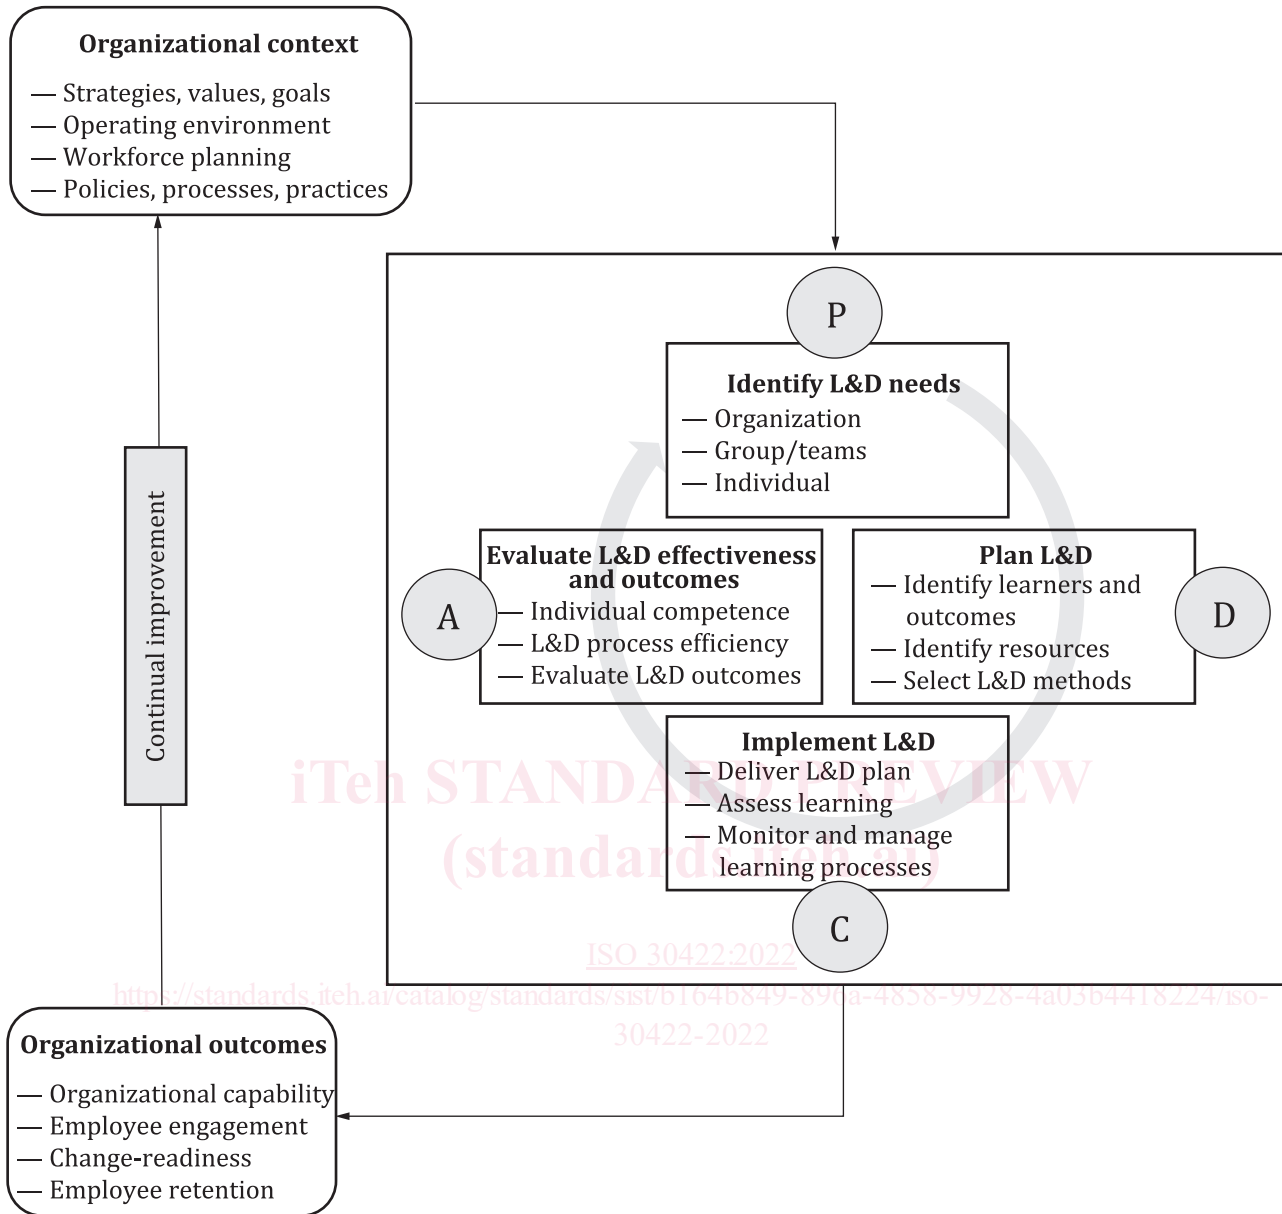 Organizational context
— Strategies, values, goals
— Operating environment
— Workforce planning
— Policies, processes, practices
P
Identify L&D needs
— Organization
— Group/teams
— Individual
Evaluate L&D effectiveness
and outcomes
— Individual competence
— L&D process efficiency
— Evaluate L&D outcomes
A
Plan L&D
— Identify learners and
outcomes
— Identify resources
— Select L&D methods
D
Implement L&D
— Deliver L&D plan
— Assess learning
— Monitor and manage
learning processes
C
Continual improvement
iTeh STANDARD PREVIEW
(standards.iteh.ai)
ISO 30422:2022
https://standards.iteh.ai/catalog/standards/sist/b164b849-896a-4858-9928-4a03b4418224/iso-
30422-2022
Organizational outcomes
— Organizational capability
— Employee engagement
— Change-readiness
— Employee retention